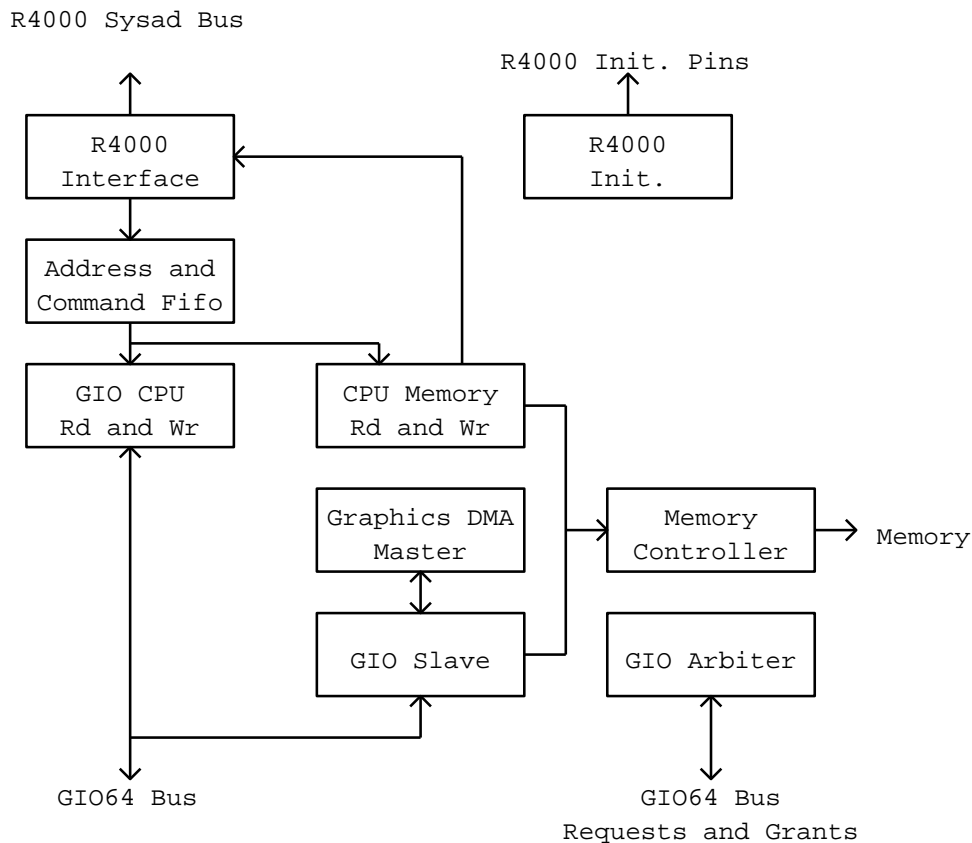 R4000 Sysad Bus
R4000 Init. Pins
R4000
Interface
R4000
Init.
Address and
Command Fifo
GIO CPU
Rd and Wr
CPU Memory
Rd and Wr
Graphics DMA
Master
Memory
Controller
Memory
GIO Slave
GIO Arbiter
GIO64 Bus
GIO64 Bus
Requests and Grants